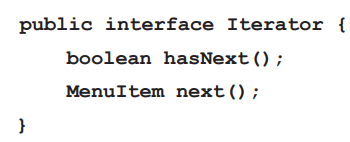 public interface Iterator {
    boolean hasNext();
    MenuItem next();
}